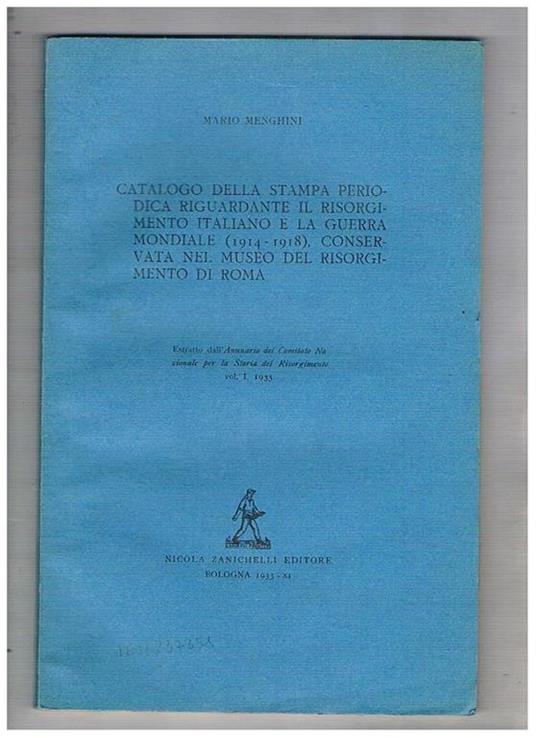 MARIO MENGHINI
CATALOGO DELLA STAMPA PERIO-
DICA RIGUARDANTE IL RISORGI-
MENTO ITALIANO E LA GUERRA
MONDIALE (1914-1918), CONSER-
VATA NEL MUSEO DEL RISORGI-
MENTO DI ROMA
Estratto dall'Annuario del Comitato Na
zionale per la Storia del Risorgimento
vol. I, 1933
NICOLA ZANICHELLI EDITORE
BOLOGNA 1933-XI